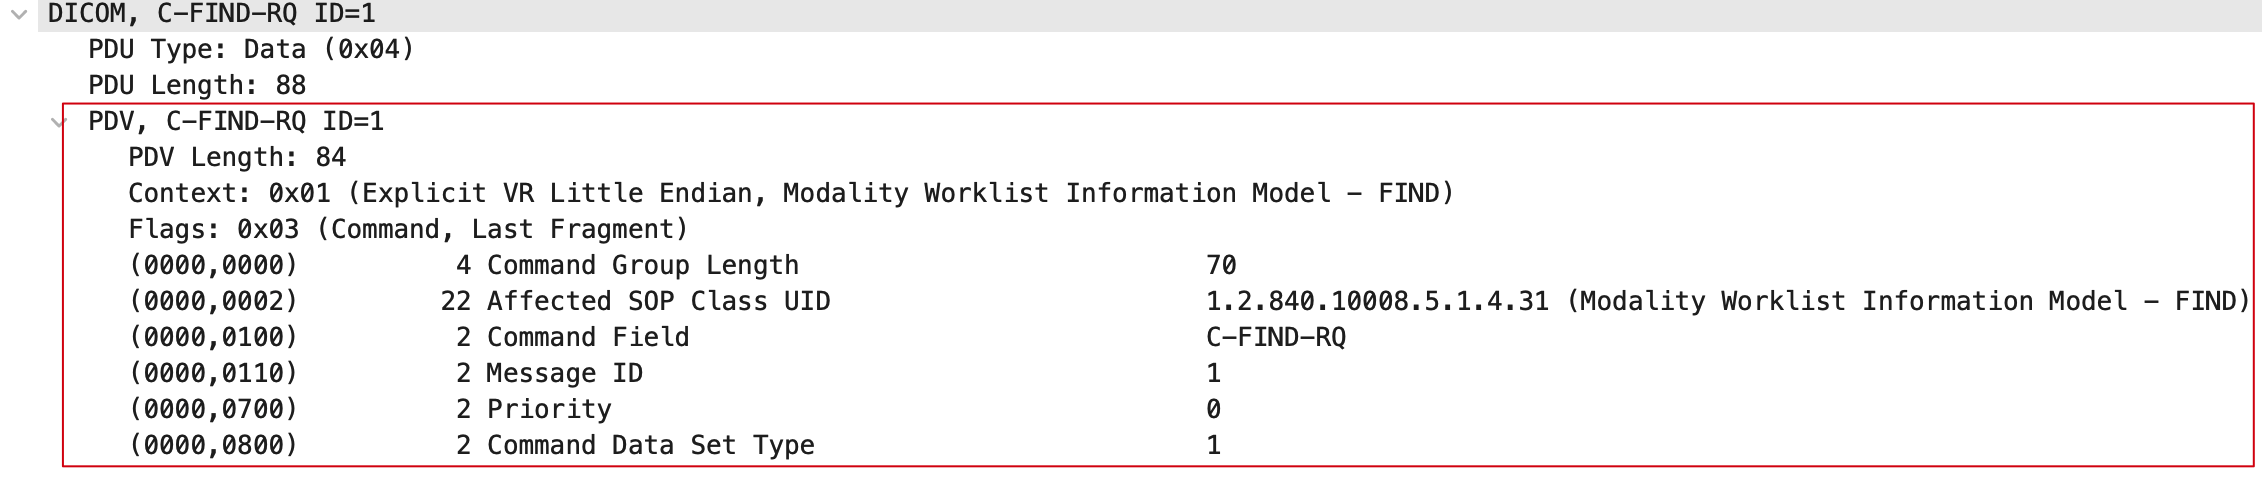 DICOM, C-FIND-RQ ID=1
PDU Type: Data (0x04)
PDU Length: 88
PDV, C-FIND-RQ ID=1
PDV Length: 84
Context: 0x01 (Explicit VR Little Endian, Modality Worklist Information Model – FIND)
Flags: 0x03 (Command, Last Fragment)
(0000,0000) 4 Command Group Length 70
(0000,0002) 22 Affected SOP Class UID 1.2.840.10008.5.1.4.31 (Modality Worklist Information Model – FIND)
(0000,0100) 2 Command Field C-FIND-RQ
(0000,0110) 2 Message ID 1
(0000,0700) 2 Priority 0
(0000,0800) 2 Command Data Set Type 1